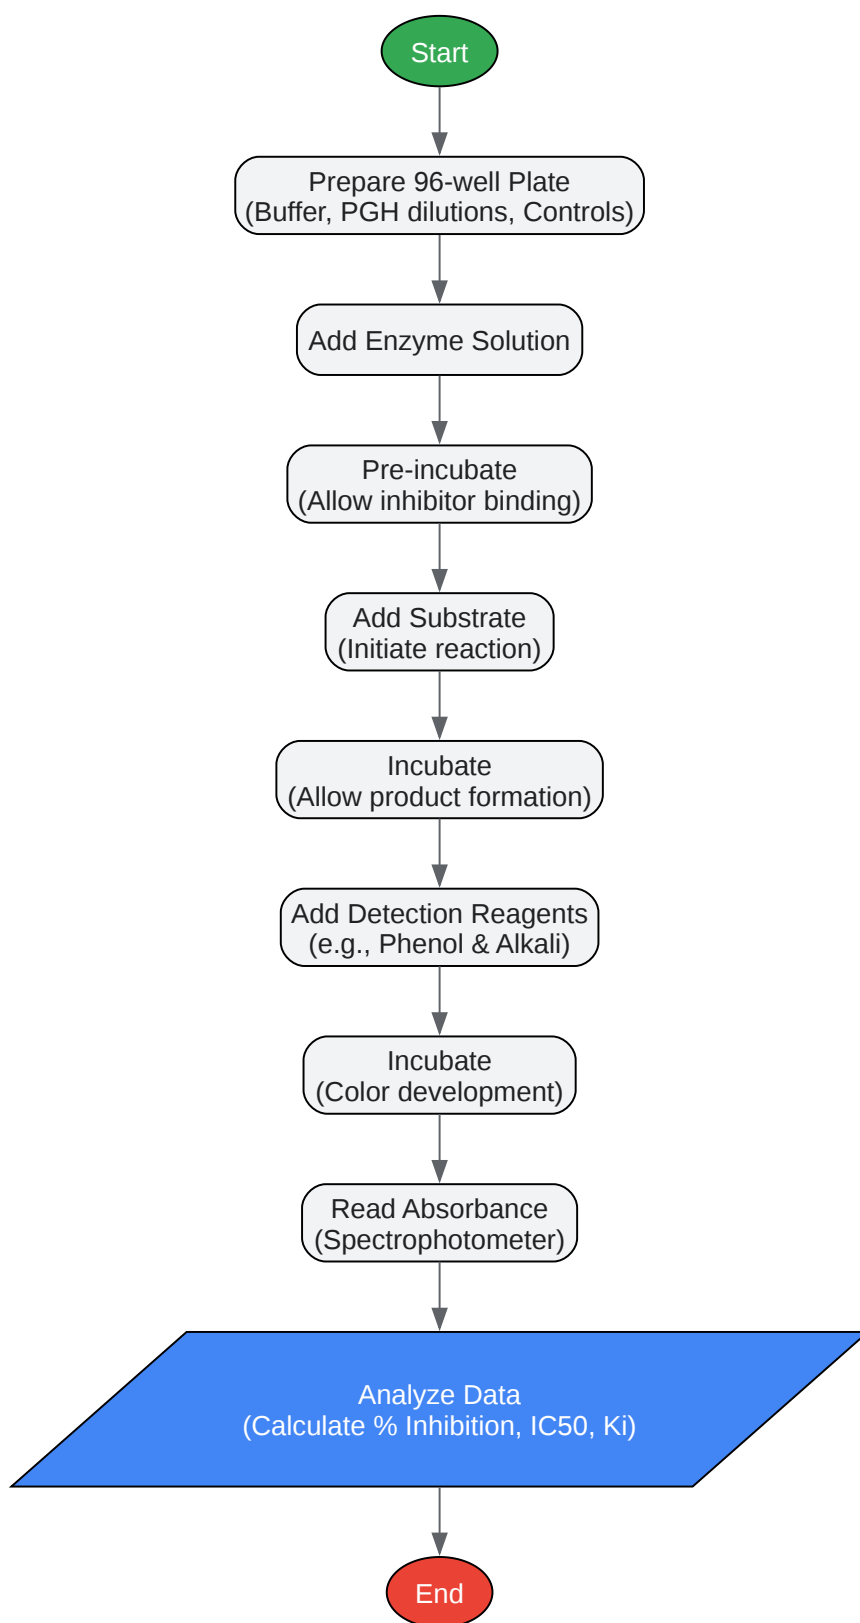 Start
Prepare 96-well Plate
(Buffer, PGH dilutions, Controls)
Add Enzyme Solution
Pre-incubate
(Allow inhibitor binding)
Add Substrate
(Initiate reaction)
Incubate
(Allow product formation)
Add Detection Reagents
(e.g., Phenol & Alkali)
Incubate
(Color development)
Read Absorbance
(Spectrophotometer)
Analyze Data
(Calculate % Inhibition, IC50, Ki)
End